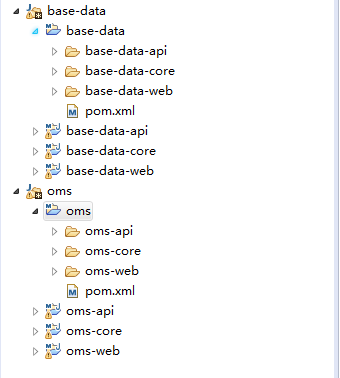 base-data
base-data
base-data-api
base-data-core
base-data-web
pom.xml
base-data-api
base-data-core
base-data-web
oms
oms
oms-api
oms-core
oms-web
pom.xml
oms-api
oms-core
oms-web